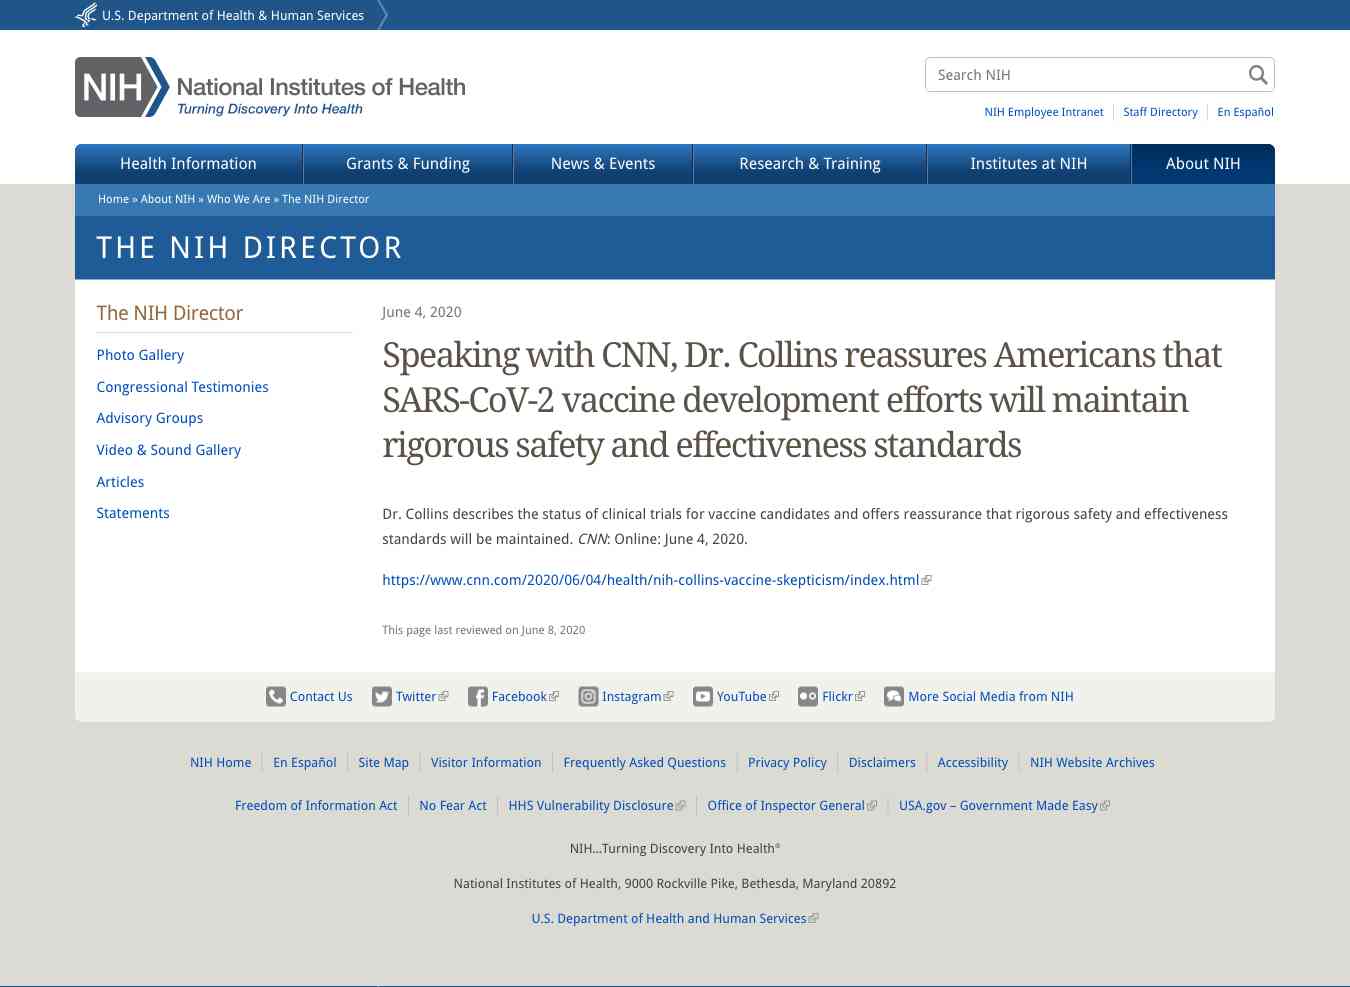 U.S. Department of Health & Human Services
NIH National Institutes of Health
Turning Discovery Into Health
Search NIH
NIH Employee Intranet
Staff Directory
En Español
Health Information
Grants & Funding
News & Events
Research & Training
Institutes at NIH
About NIH
Home » About NIH » Who We Are » The NIH Director
THE NIH DIRECTOR
The NIH Director
Photo Gallery
Congressional Testimonies
Advisory Groups
Video & Sound Gallery
Articles
Statements
June 4, 2020
Speaking with CNN, Dr. Collins reassures Americans that
SARS-CoV-2 vaccine development efforts will maintain
rigorous safety and effectiveness standards
Dr. Collins describes the status of clinical trials for vaccine candidates and offers reassurance that rigorous safety and effectiveness
standards will be maintained. CNN: Online: June 4, 2020.
https://www.cnn.com/2020/06/04/health/nih-collins-vaccine-skepticism/index.html
This page last reviewed on June 8, 2020
Contact Us
Twitter
Facebook
Instagram
YouTube
Flickr
More Social Media from NIH
NIH Home
En Español
Site Map
Visitor Information
Frequently Asked Questions
Privacy Policy
Disclaimers
Accessibility
NIH Website Archives
Freedom of Information Act
No Fear Act
HHS Vulnerability Disclosure
Office of Inspector General
USA.gov – Government Made Easy
NIH…Turning Discovery Into Health®
National Institutes of Health, 9000 Rockville Pike, Bethesda, Maryland 20892
U.S. Department of Health and Human Services